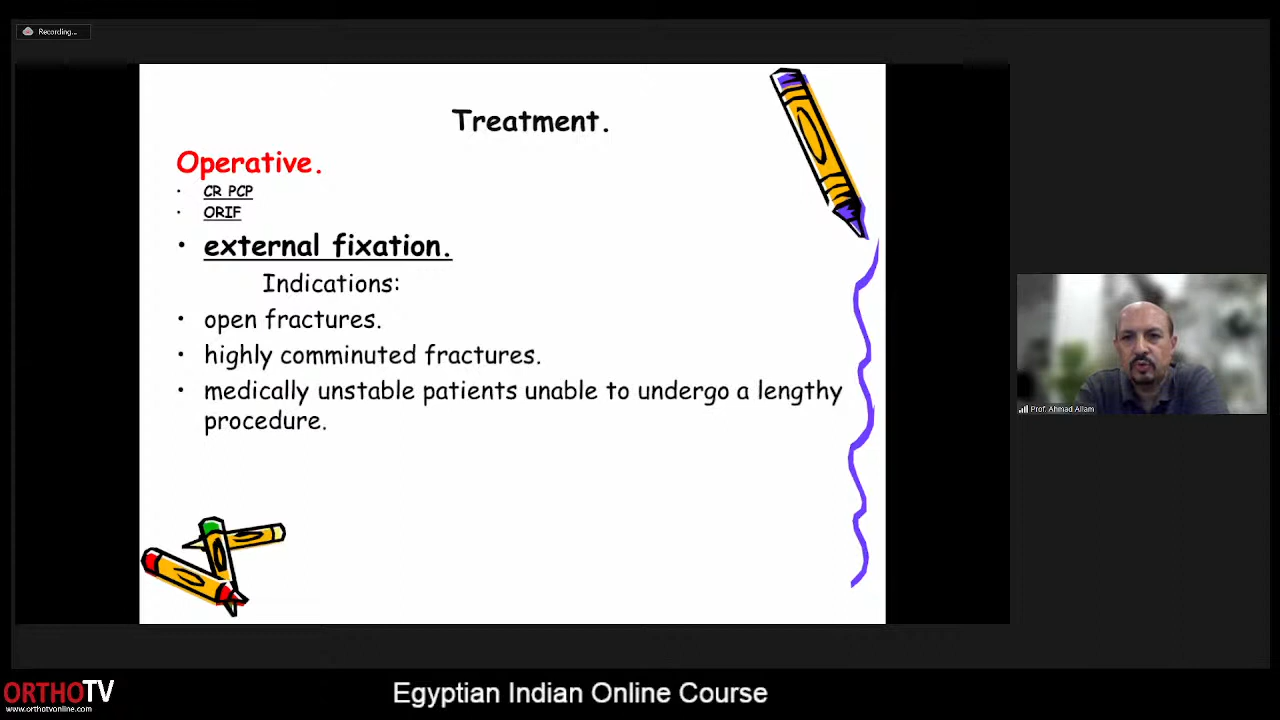 Recording...
Treatment.
Operative.
• CR PCP
• ORIF
• external fixation.
Indications:
• open fractures.
• highly comminuted fractures.
• medically unstable patients unable to undergo a lengthy
procedure.
Prof. Ahmad Allam
ORTHOTV
www.orthotvonline.com
Egyptian Indian Online Course